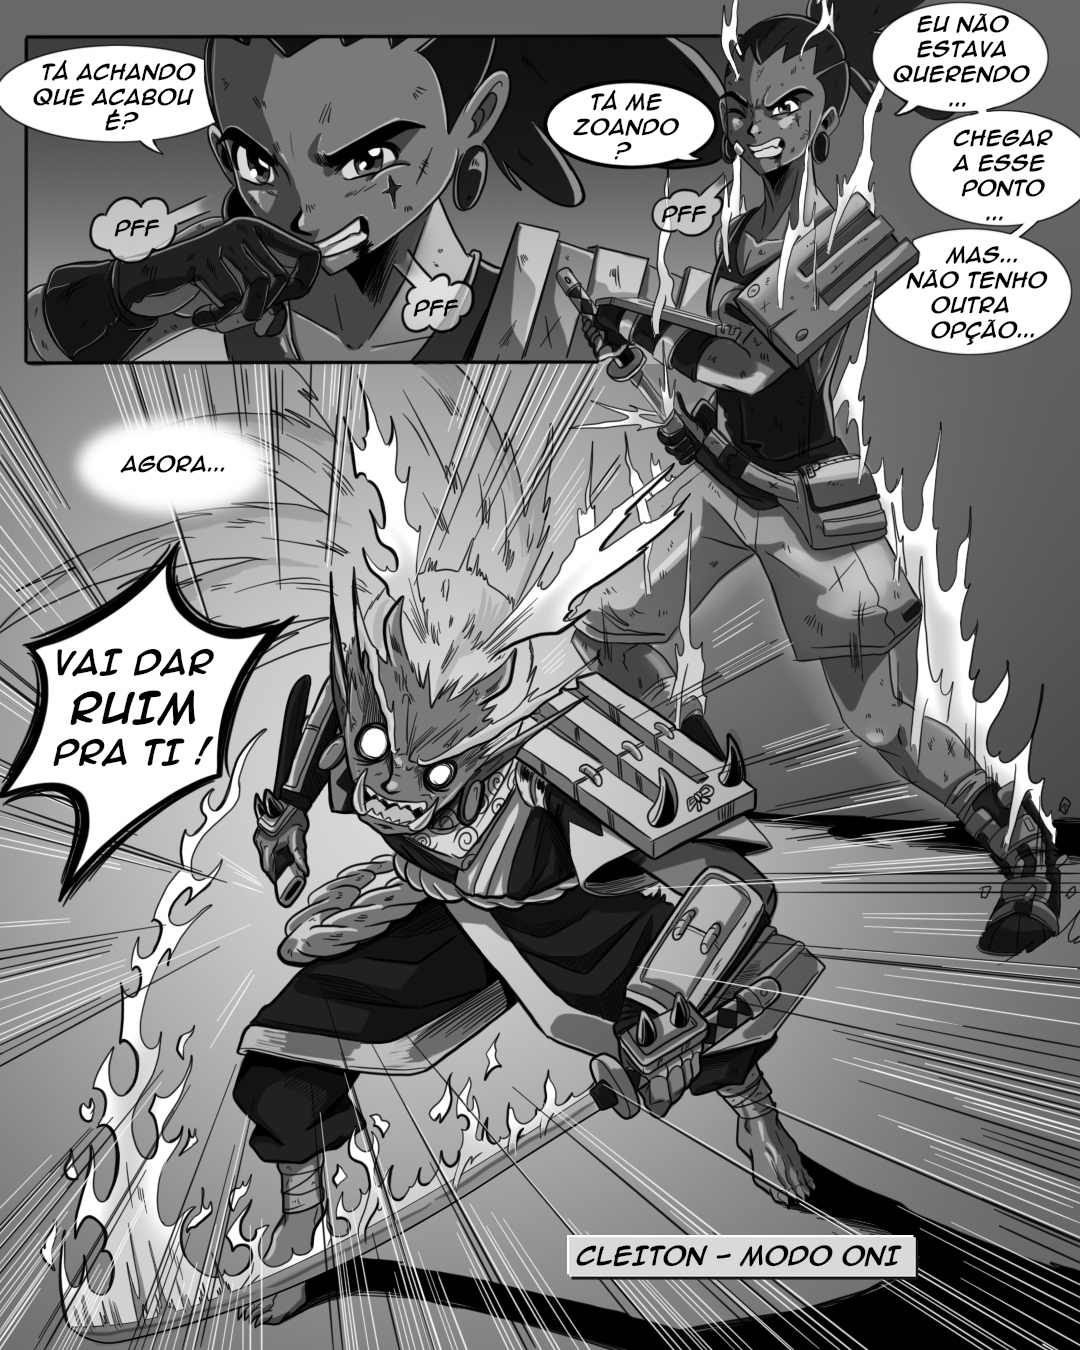 TÁ ACHANDO
QUE ACABOU
É?
PFF
PFF
TÁ ME
ZOANDO
?
PFF
EU NÃO
ESTAVA
QUERENDO
...
CHEGAR
A ESSE
PONTO
...
MAS...
NÃO TENHO
OUTRA
OPÇÃO...
AGORA...
VAI DAR
RUIM
PRA TI !
CLEITON - MODO ONI